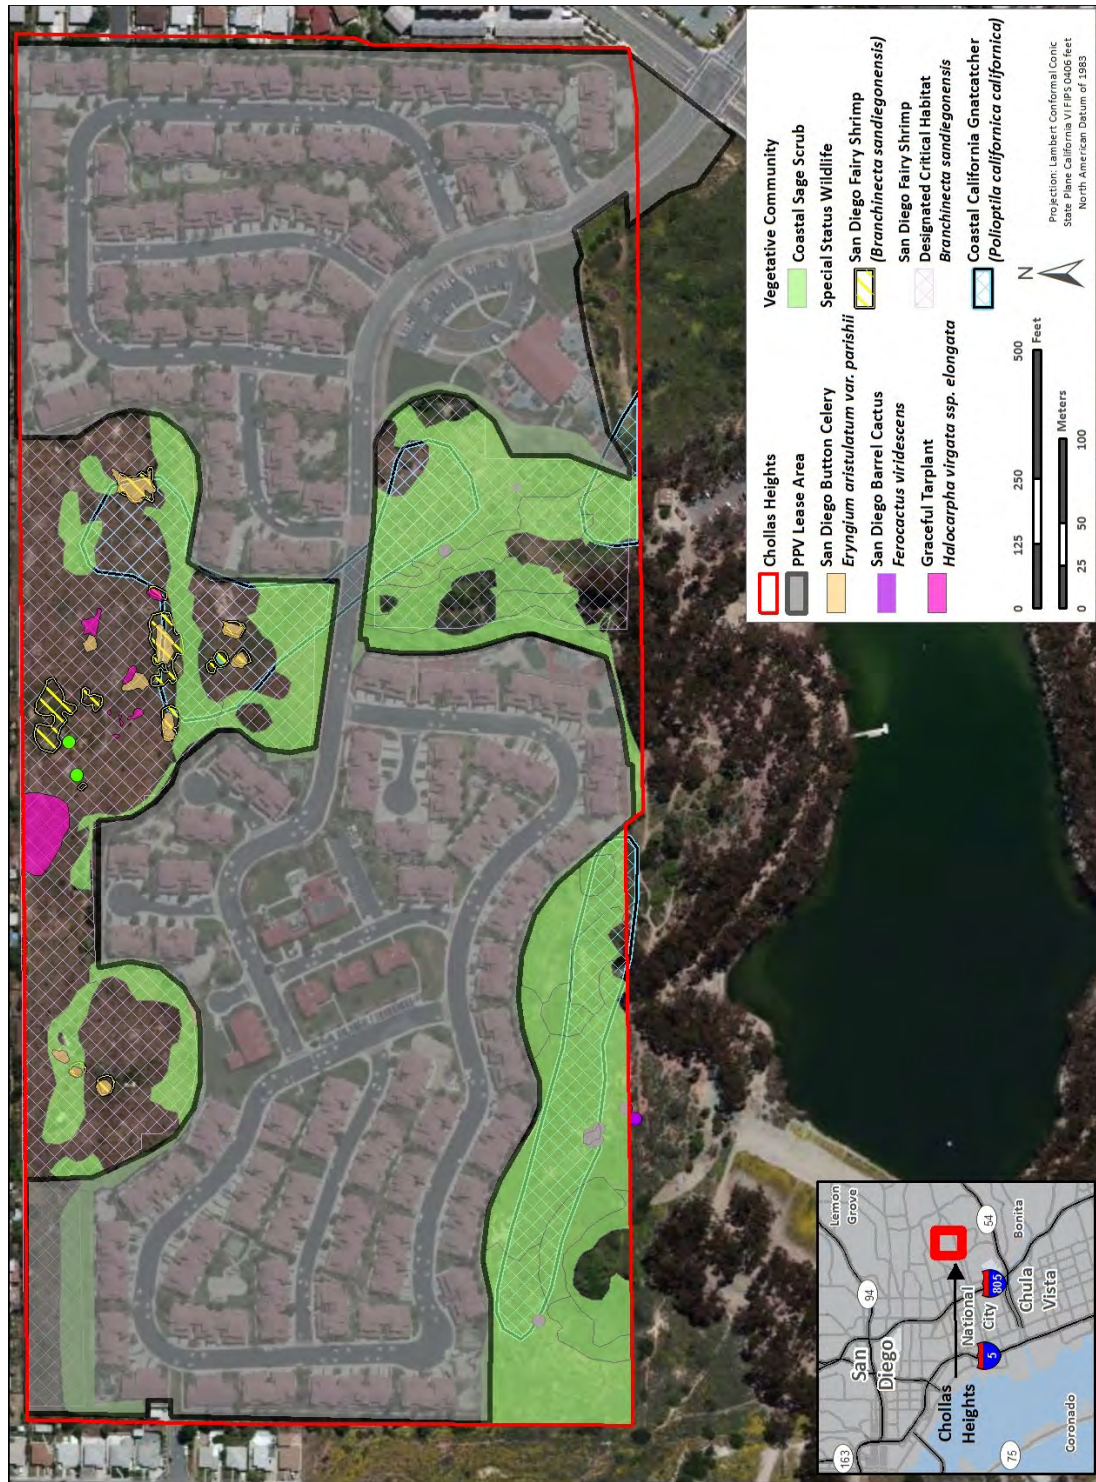 Chollas Heights
PPV Lease Area
San Diego Button Celery
Eryngium aristulatum var. parishii
San Diego Barrel Cactus
Ferocactus viridescens
Graceful Tarplant
Halocarpha virgata ssp. elongata
Vegetative Community
Coastal Sage Scrub
Special Status Wildlife
San Diego Fairy Shrimp
(Branchinecta sandiegonensis)
San Diego Fairy Shrimp
Designated Critical Habitat
Branchinecta sandiegonensis
Coastal California Gnatcatcher
(Polioptila californica californica)
N
0 125 250 500
Feet
Meters
0 25 50 100
Projection: Lambert Conformal Conic
State Plane California VI FIPS 0406 feet
North American Datum of 1983
163
94
Lemon
Grove
San
Diego
Chollas
Heights
National
City
805
54
Bonita
5
Chula
Vista
75
Coronado